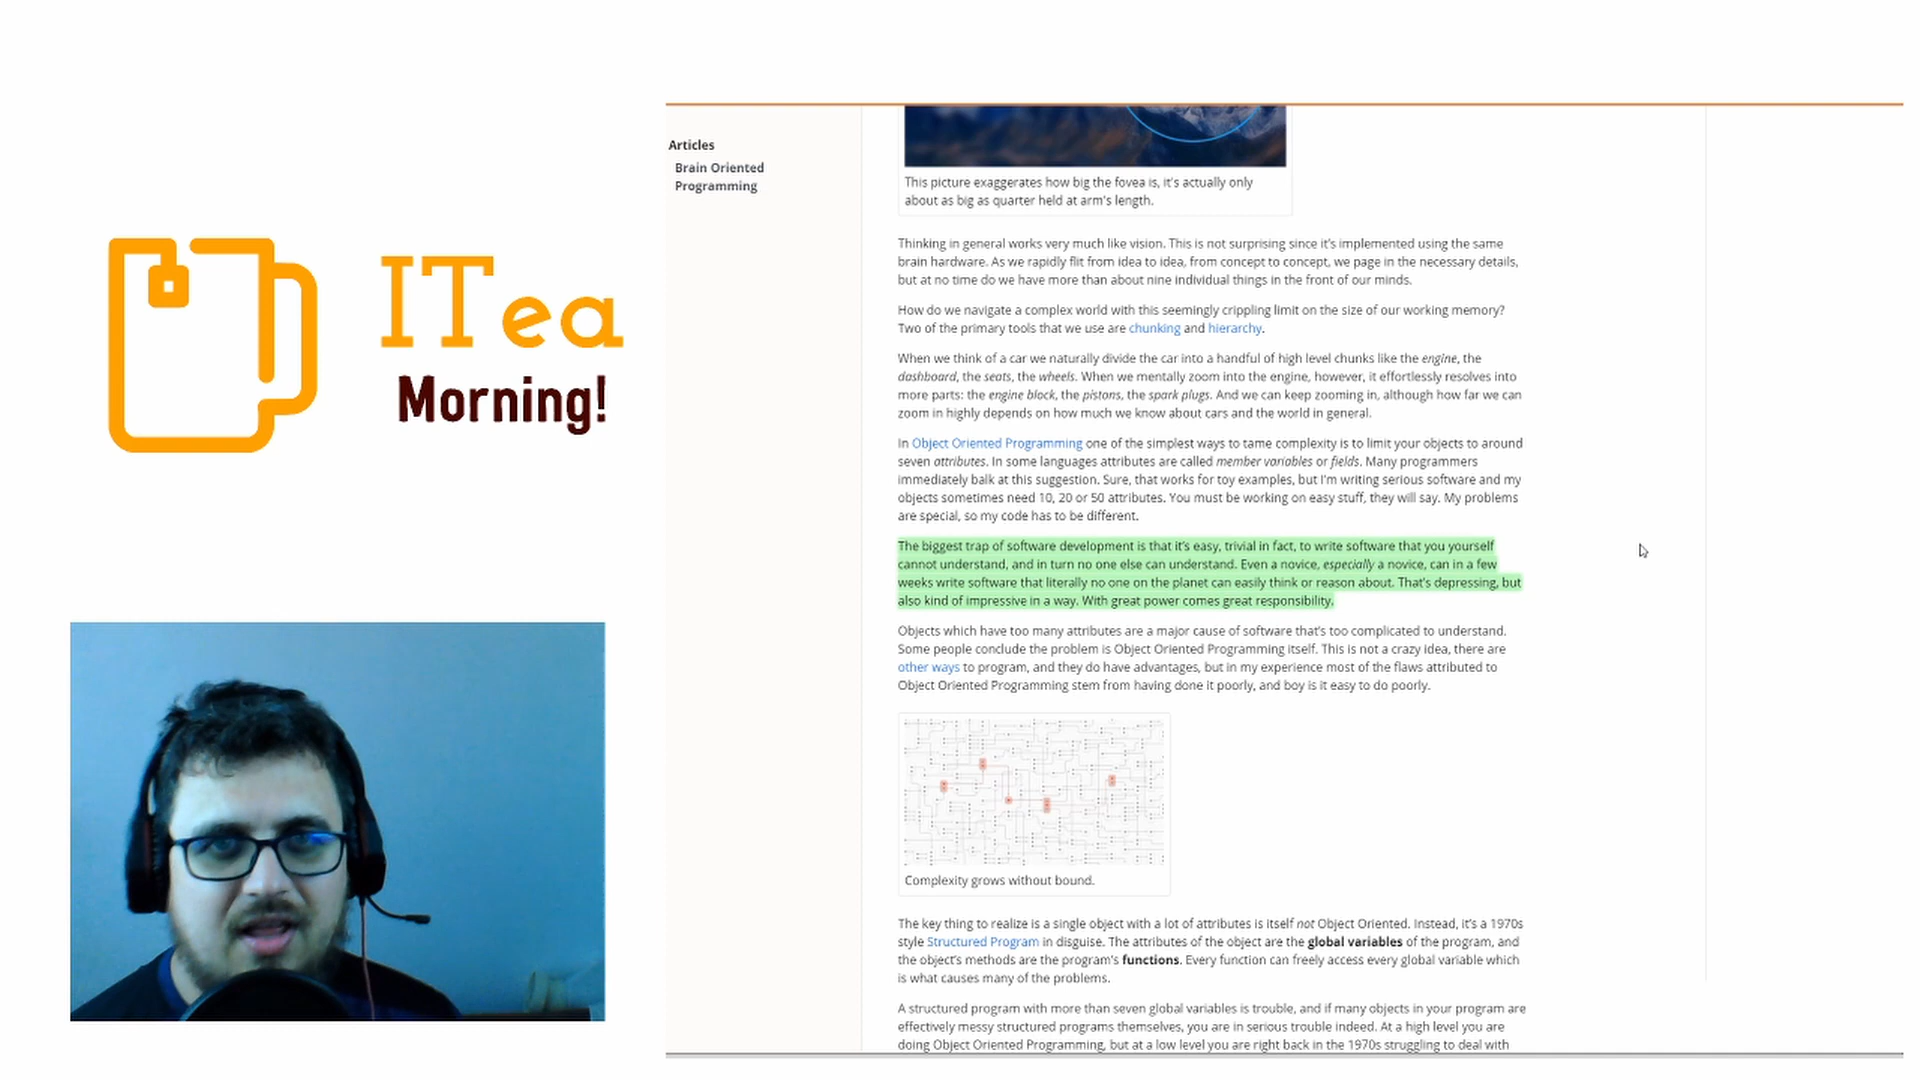 ITea
Morning!
Articles
Brain Oriented
Programming
This picture exaggerates how big the fovea is, it's actually only
about as big as quarter held at arm's length.
Thinking in general works very much like vision. This is not surprising since it's implemented using the same
brain hardware. As we rapidly flit from idea to idea, from concept to concept, we page in the necessary details,
but at no time do we have more than about nine individual things in the front of our minds.
How do we navigate a complex world with this seemingly crippling limit on the size of our working memory?
Two of the primary tools that we use are chunking and hierarchy.
When we think of a car we naturally divide the car into a handful of high level chunks like the engine, the
dashboard, the seats, the wheels. When we mentally zoom into the engine, however, it effortlessly resolves into
more parts: the engine block, the pistons, the spark plugs. And we can keep zooming in, although how far we can
zoom in highly depends on how much we know about cars and the world in general.
In Object Oriented Programming one of the simplest ways to tame complexity is to limit your objects to around
seven attributes. In some languages attributes are called member variables or fields. Many programmers
immediately balk at this suggestion. Sure, that works for toy examples, but I'm writing serious software and my
objects sometimes need 10, 20 or 50 attributes. You must be working on easy stuff, they will say. My problems
are special, so my code has to be different.
The biggest trap of software development is that it's easy, trivial in fact, to write software that you yourself
cannot understand, and in turn no one else can understand. Even a novice, especially a novice, can in a few
weeks write software that literally no one on the planet can easily think or reason about. That's depressing, but
also kind of impressive in a way. With great power comes great responsibility.
Objects which have too many attributes are a major cause of software that's too complicated to understand.
Some people conclude the problem is Object Oriented Programming itself. This is not a crazy idea, there are
other ways to program, and they do have advantages, but in my experience most of the flaws attributed to
Object Oriented Programming stem from having done it poorly, and boy is it easy to do poorly.
Complexity grows without bound.
The key thing to realize is a single object with a lot of attributes is itself not Object Oriented. Instead, it's a 1970s
style Structured Program in disguise. The attributes of the object are the global variables of the program, and
the object's methods are the program's functions. Every function can freely access every global variable which
is what causes many of the problems.
A structured program with more than seven global variables is trouble, and if many objects in your program are
effectively messy structured programs themselves, you are in serious trouble indeed. At a high level you are
doing Object Oriented Programming, but at a low level you are right back in the 1970s struggling to deal with